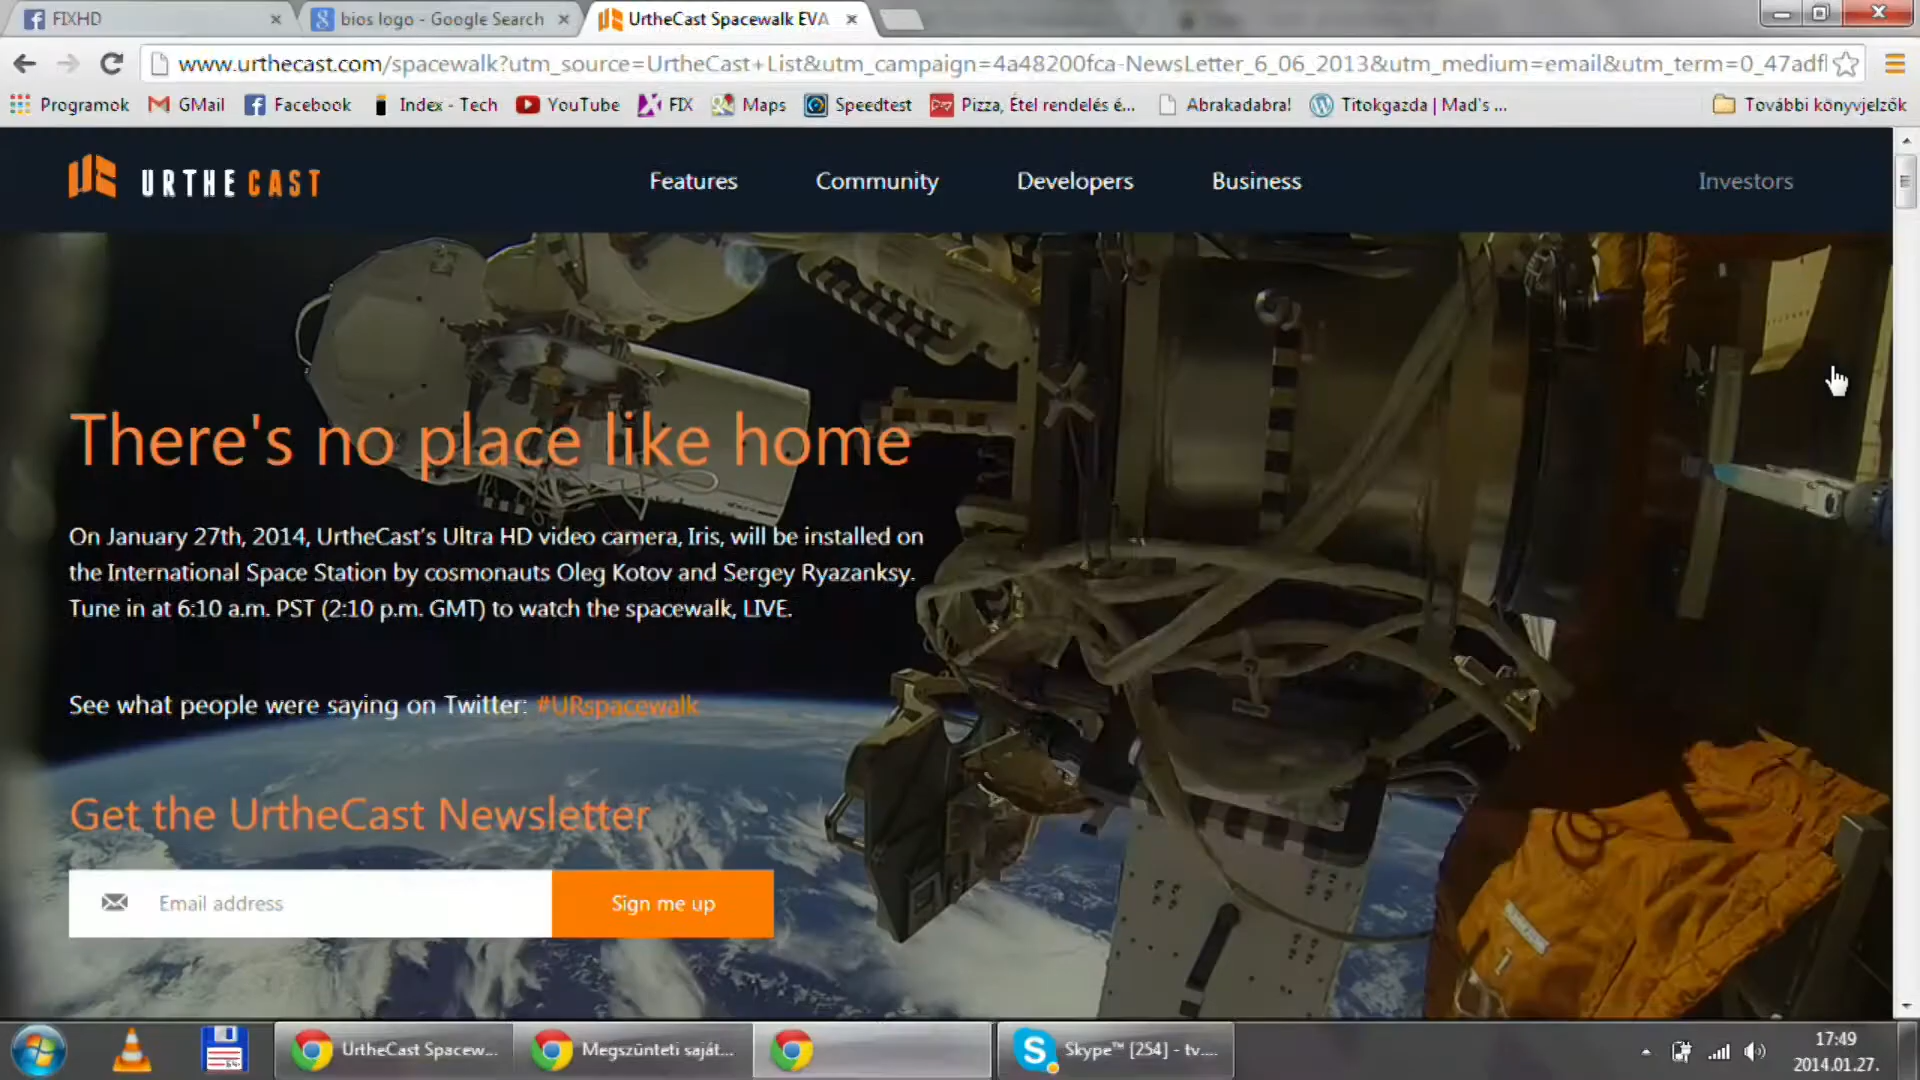 FIXHD
bios logo - Google Search
UrtheCast Spacewalk EVA
www.urthecast.com/spacewalk?utm_source=UrtheCast+List&utm_campaign=4a48200fca-NewsLetter_6_06_2013&utm_medium=email&utm_term=0_47adfl
Programok
GMail
Facebook
Index - Tech
YouTube
FIX
Maps
Speedtest
Pizza, Étel rendelés é...
Abrakadabra!
Titokgazda | Mad's ...
További könyvjelzők
URTHECAST
Features
Community
Developers
Business
Investors
There's no place like home
On January 27th, 2014, UrtheCast's Ultra HD video camera, Iris, will be installed on
the International Space Station by cosmonauts Oleg Kotov and Sergey Ryazanksy.
Tune in at 6:10 a.m. PST (2:10 p.m. GMT) to watch the spacewalk, LIVE.
See what people were saying on Twitter: #URspacewalk
Get the UrtheCast Newsletter
Email address
Sign me up
UrtheCast Spacew...
Megszünteti saját...
Skype™ [254] - tv....
17:49
2014.01.27.